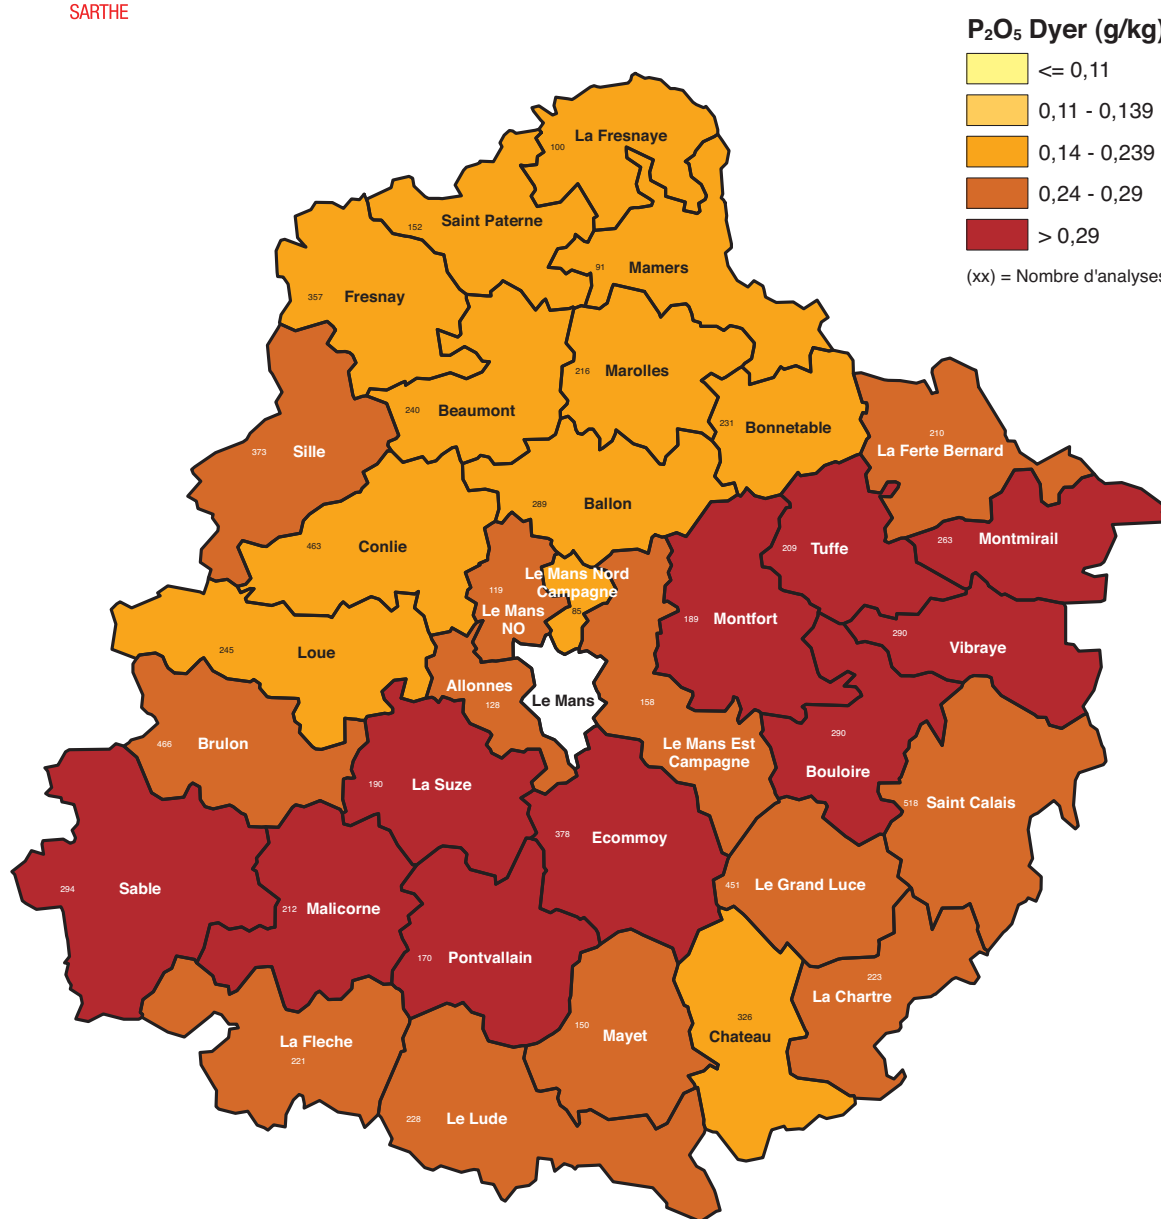 SARTHE
P₂O₅ Dyer (g/kg)
<= 0,11
0,11 - 0,139
0,14 - 0,239
0,24 - 0,29
> 0,29
(xx) = Nombre d'analyses
La Fresnaye
100
Saint Paterne
152
Mamers
91
Fresnay
357
Marolles
216
Beaumont
240
Bonnetable
231
La Ferte Bernard
210
Sille
373
Ballon
289
Conlie
463
Tuffe
209
Montmirail
263
Le Mans Nord
Campagne
85
119
Le Mans
NO
Montfort
189
Vibraye
290
Loue
245
Allonnes
128
Le Mans
158
Le Mans Est
Campagne
Brulon
466
290
Bouloire
La Suze
190
Saint Calais
518
Ecommoy
378
Sable
294
Le Grand Luce
451
Malicorne
212
Pontvallain
170
223
La Chartre
Mayet
150
326
Chateau
La Fleche
221
Le Lude
228